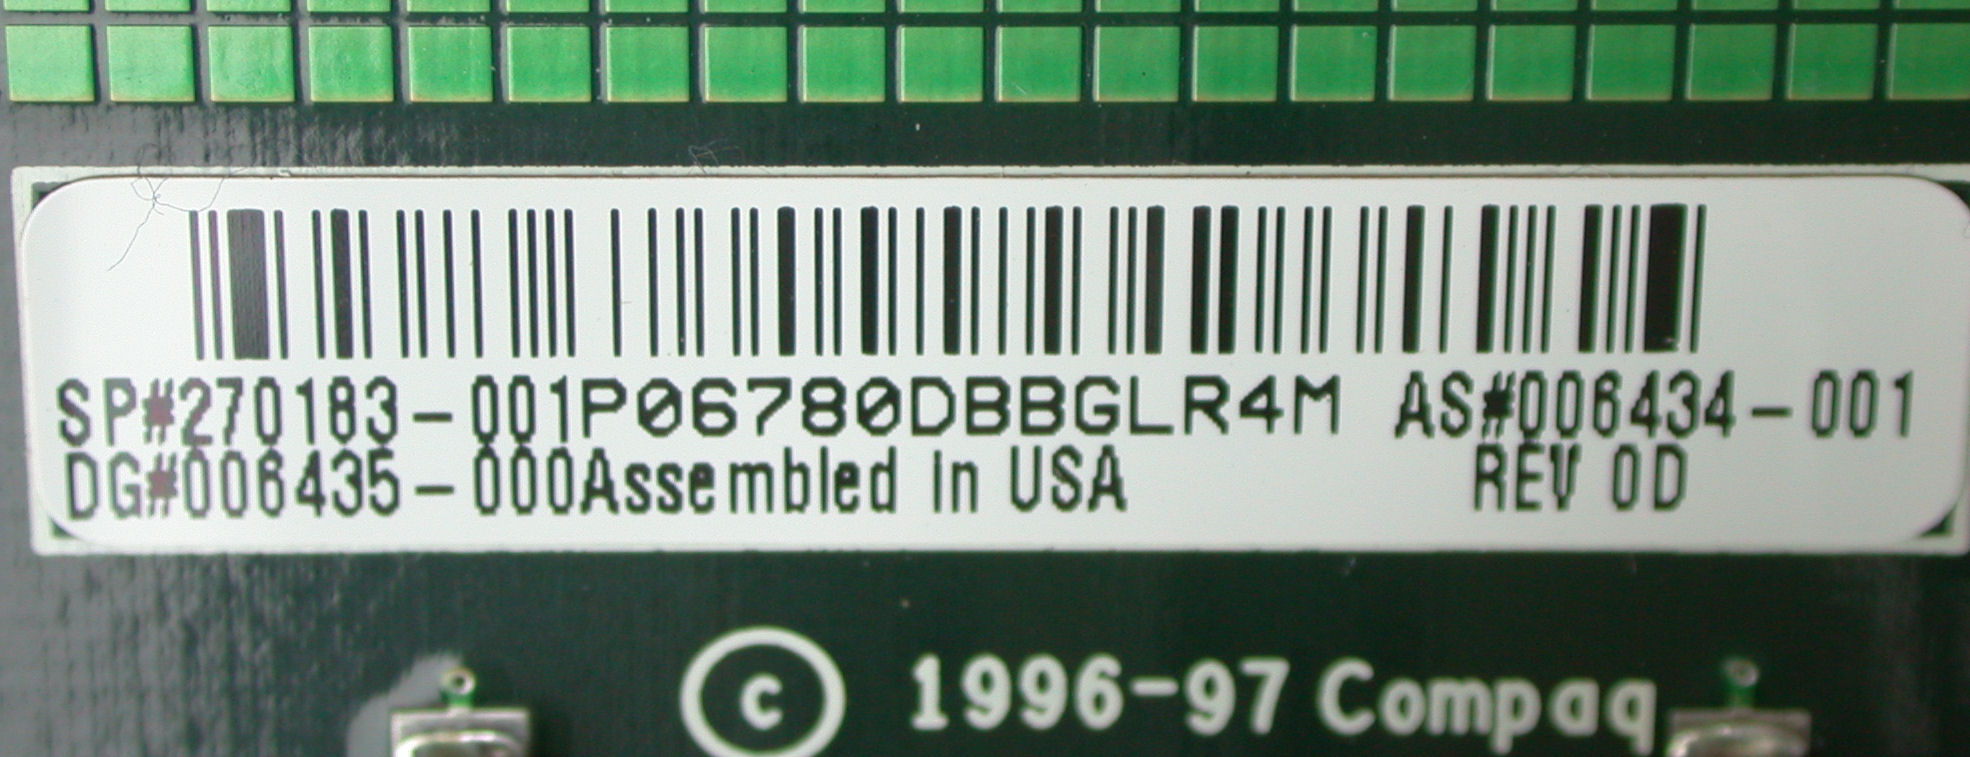 SP#270183-001P06780DBBGLR4M AS#006434-001
DG#006435-000Assembled in USA REV 0D
© 1996-97 Compaq